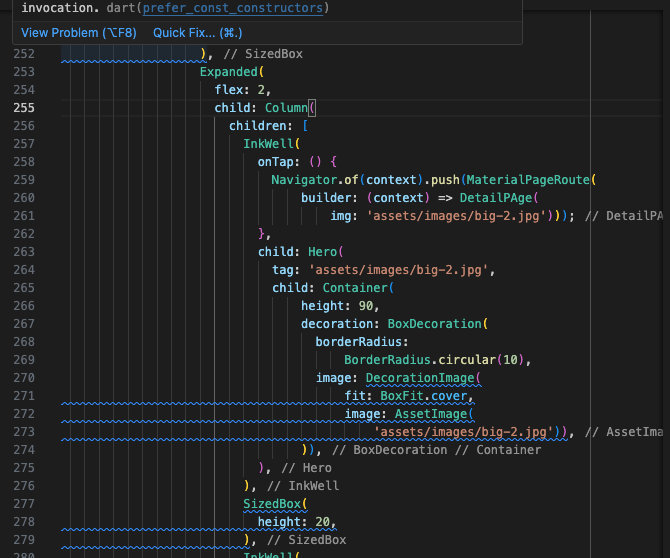 invocation. dart(prefer_const_constructors)
View Problem (⌥F8) Quick Fix... (⌘.)
252 ), // SizedBox
253 Expanded(
254 flex: 2,
255 child: Column(
256 children: [
257 InkWell(
258 onTap: () {
259 Navigator.of(context).push(MaterialPageRoute(
260 builder: (context) => DetailPAge(
261 img: 'assets/images/big-2.jpg'))); // DetailPA
262 },
263 child: Hero(
264 tag: 'assets/images/big-2.jpg',
265 child: Container(
266 height: 90,
267 decoration: BoxDecoration(
268 borderRadius:
269 BorderRadius.circular(10),
270 image: DecorationImage(
271 fit: BoxFit.cover,
272 image: AssetImage(
273 'assets/images/big-2.jpg')), // AssetIma
274 )), // BoxDecoration // Container
275 ), // Hero
276 ), // InkWell
277 SizedBox(
278 height: 20,
279 ), // SizedBox
280 InkWell(